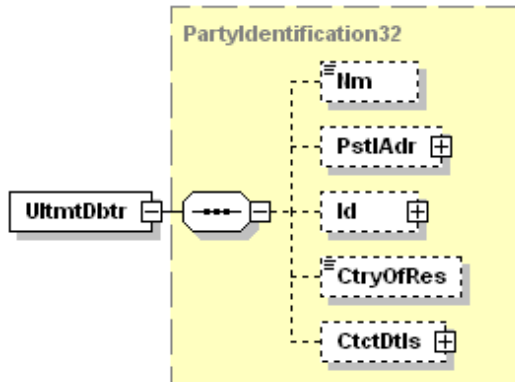 PartyIdentification32
Nm
PstlAdr
UltmtDbtr
Id
CtryOfRes
CtctDtls